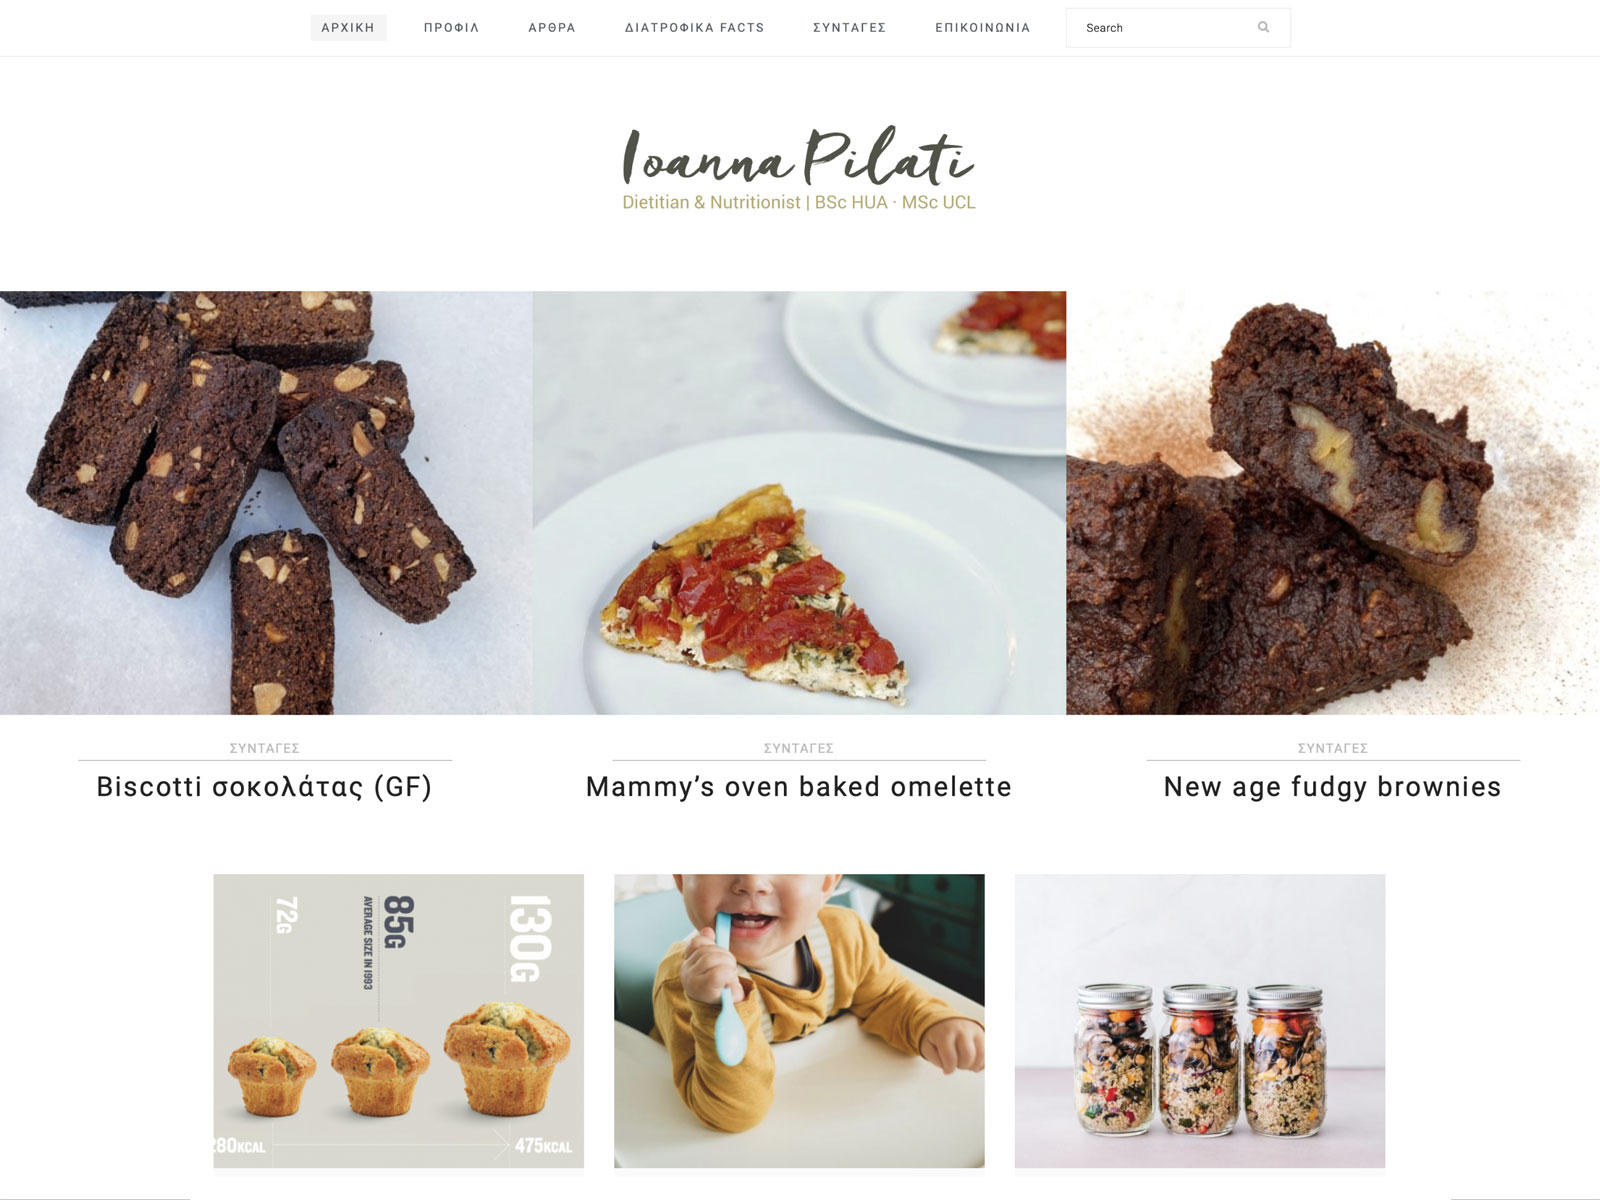 ΑΡΧΙΚΗ ΠΡΟΦΙΛ ΑΡΘΡΑ ΔΙΑΤΡΟΦΙΚΑ FACTS ΣΥΝΤΑΓΕΣ ΕΠΙΚΟΙΝΩΝΙΑ Search
Ioanna Pilati
Dietitian & Nutritionist | BSc HUA · MSc UCL
ΣΥΝΤΑΓΕΣ
Biscotti σοκολάτας (GF)
ΣΥΝΤΑΓΕΣ
Mammy’s oven baked omelette
ΣΥΝΤΑΓΕΣ
New age fudgy brownies
72G
85G
AVERAGE SIZE IN 1993
130G
280KCAL
475KCAL